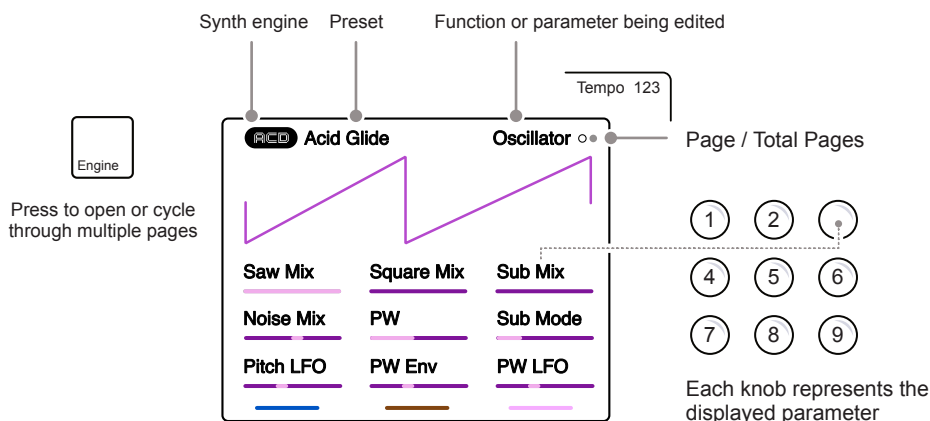 Synth engine Preset Function or parameter being edited
Tempo 123
ACD Acid Glide Oscillator
Page / Total Pages
Engine
Press to open or cycle
through multiple pages
1 2
Saw Mix Square Mix Sub Mix
4 5 6
Noise Mix PW Sub Mode
7 8 9
Pitch LFO PW Env PW LFO
Each knob represents the
displayed parameter